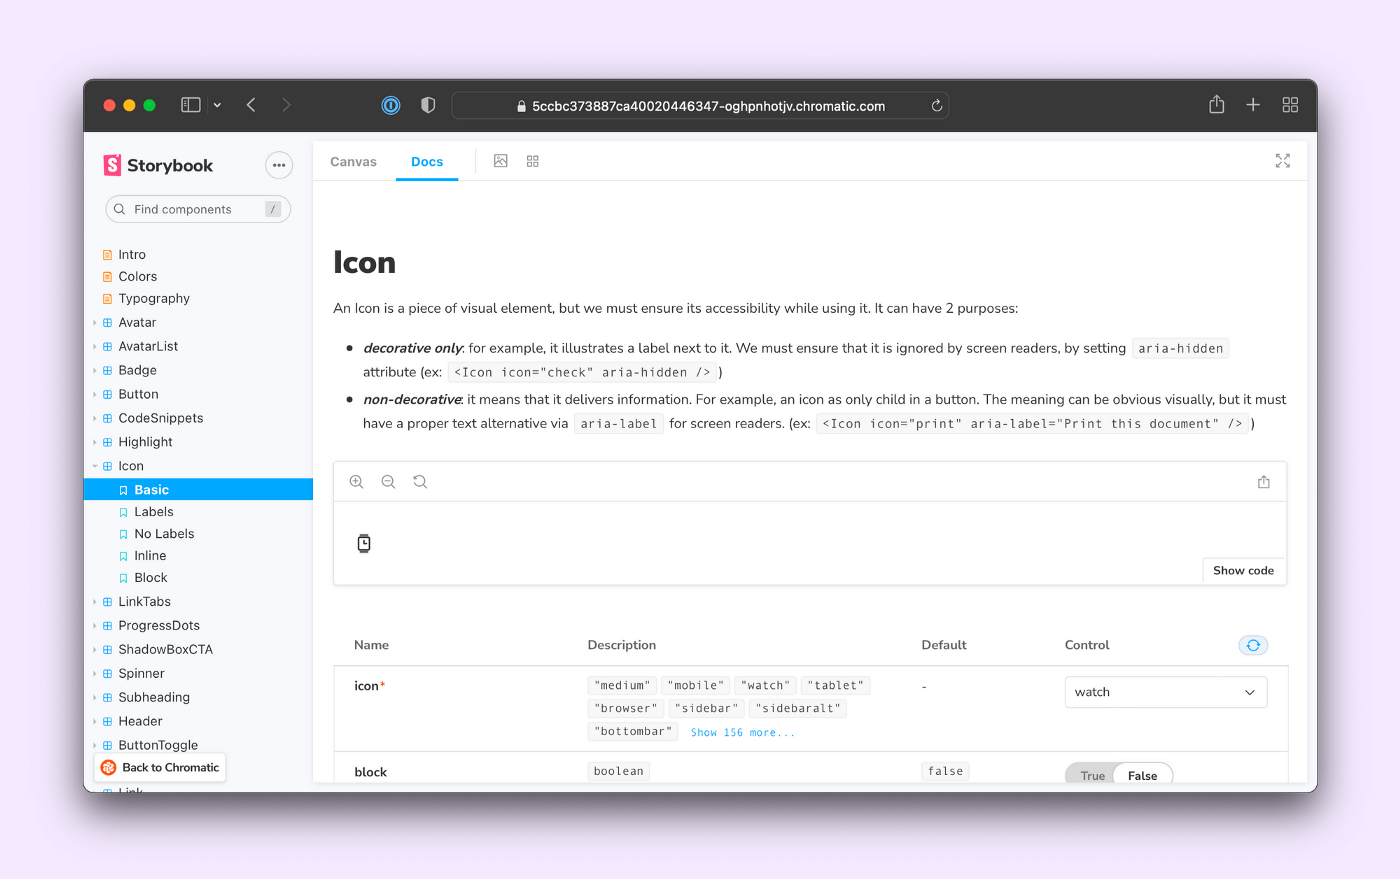 5ccbc373887ca40020446347-oghpnhotjv.chromatic.com
Storybook
Find components
/
Intro
Colors
Typography
Avatar
AvatarList
Badge
Button
CodeSnippets
Highlight
Icon
Basic
Labels
No Labels
Inline
Block
LinkTabs
ProgressDots
ShadowBoxCTA
Spinner
Subheading
Header
ButtonToggle
Back to Chromatic
Link
Canvas
Docs
Icon
An Icon is a piece of visual element, but we must ensure its accessibility while using it. It can have 2 purposes:
decorative only: for example, it illustrates a label next to it. We must ensure that it is ignored by screen readers, by setting aria-hidden
attribute (ex: <Icon icon="check" aria-hidden /> )
non-decorative: it means that it delivers information. For example, an icon as only child in a button. The meaning can be obvious visually, but it must
have a proper text alternative via aria-label for screen readers. (ex: <Icon icon="print" aria-label="Print this document" /> )
Show code
Name Description Default Control
icon* "medium" "mobile" "watch" "tablet" - watch
"browser" "sidebar" "sidebaralt"
"bottombar" Show 156 more...
block boolean false True False